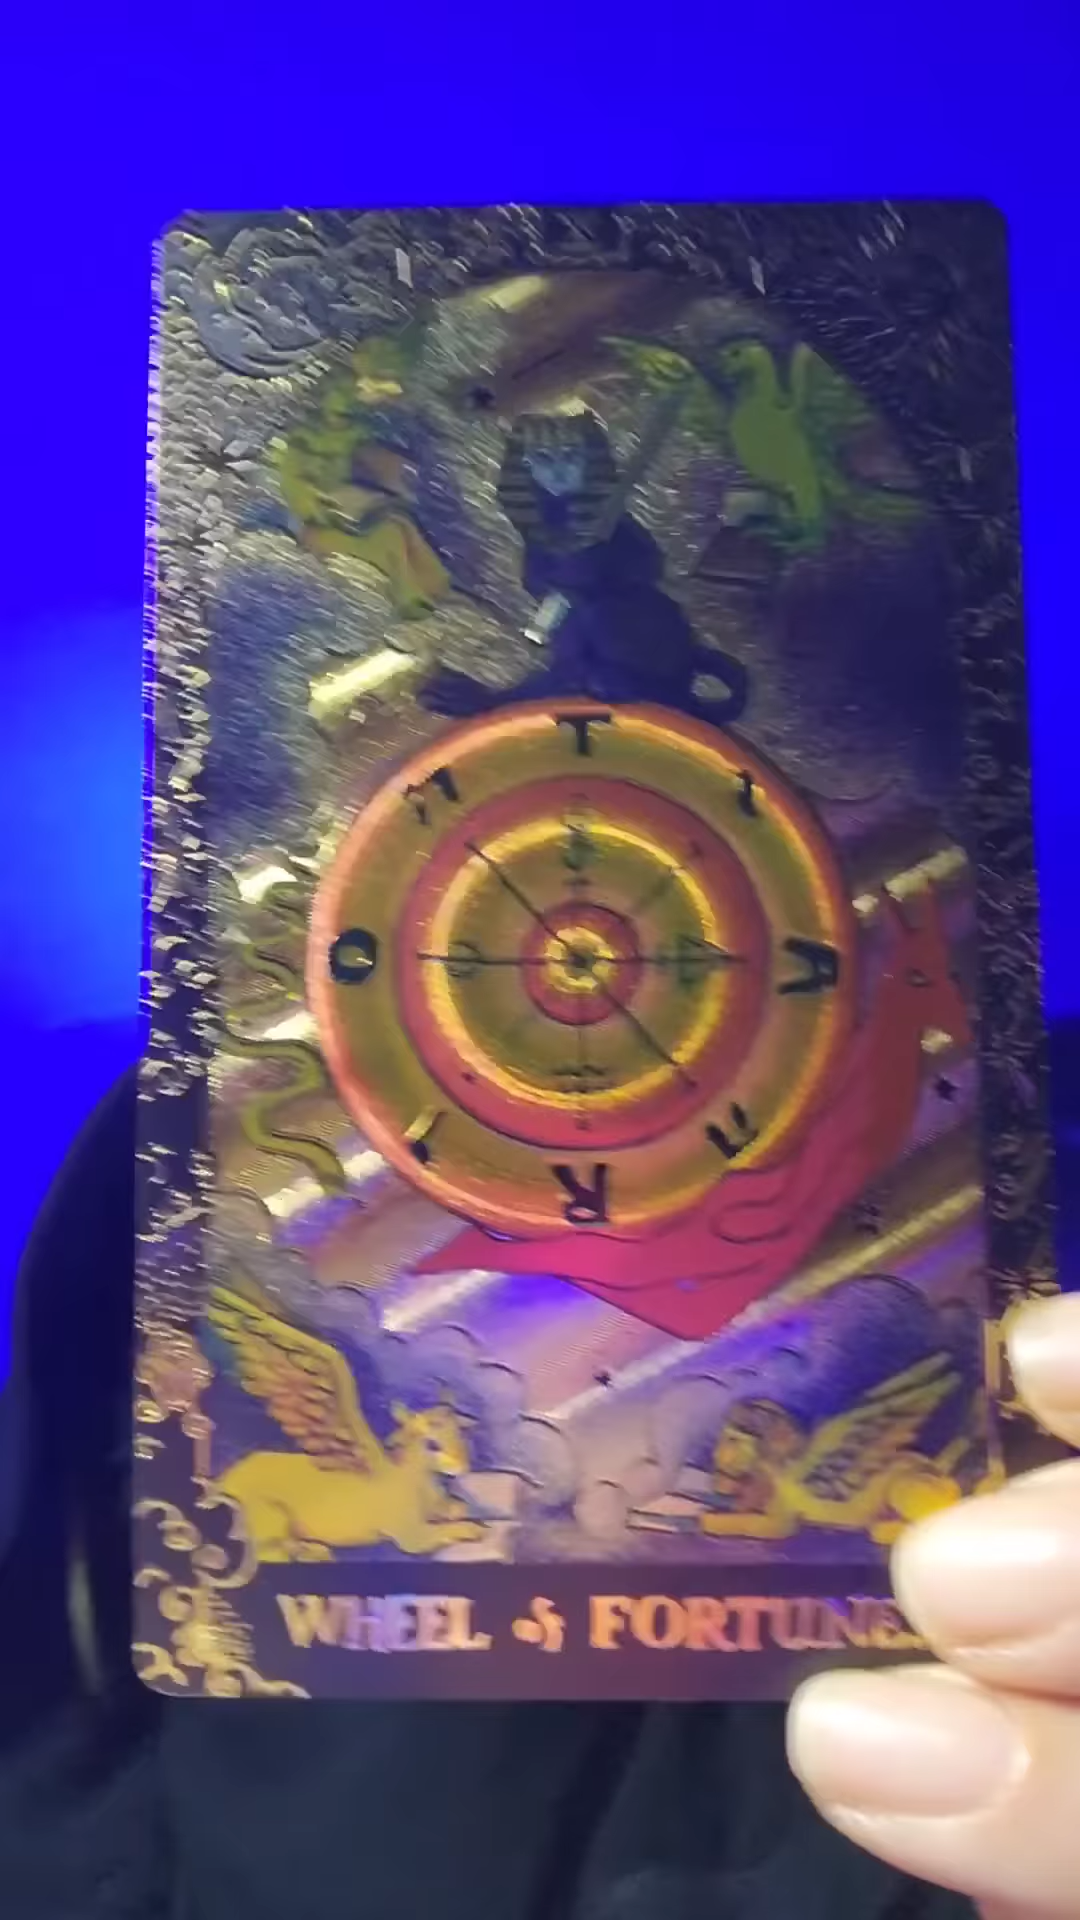 T
י
A
ו
R
ה
O
י
WHEEL of FORTUNE.